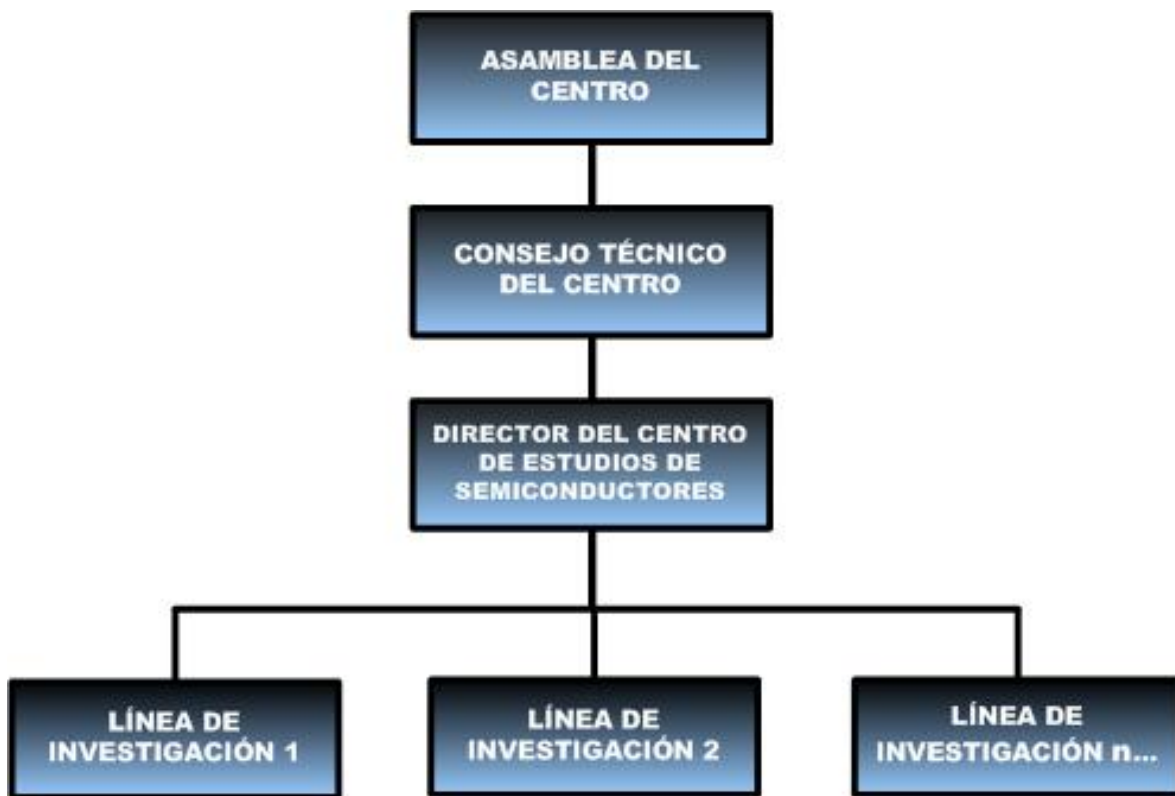 ASAMBLEA DEL
CENTRO
CONSEJO TÉCNICO
DEL CENTRO
DIRECTOR DEL CENTRO
DE ESTUDIOS DE
SEMICONDUCTORES
LÍNEA DE
INVESTIGACIÓN 1
LÍNEA DE
INVESTIGACIÓN 2
LÍNEA DE
INVESTIGACIÓN n...